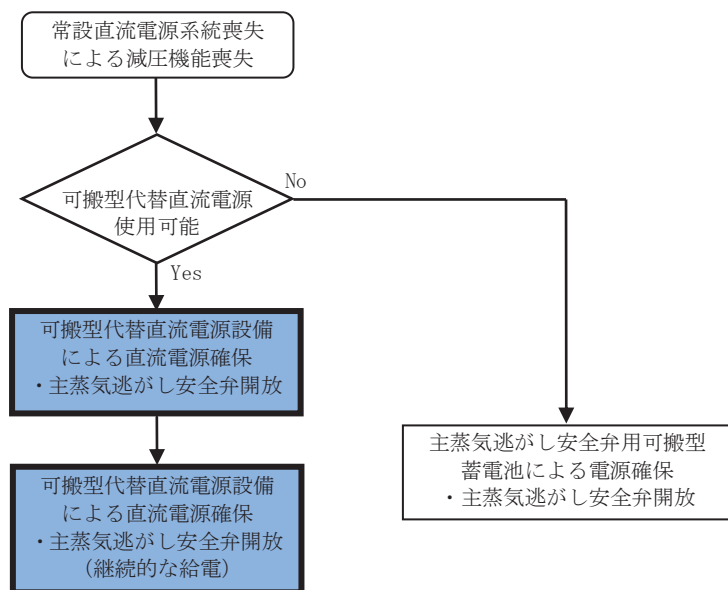 常設直流電源系統喪失
による減圧機能喪失
可搬型代替直流電源
使用可能
No
Yes
可搬型代替直流電源設備
による直流電源確保
・主蒸気逃がし安全弁開放
可搬型代替直流電源設備
による直流電源確保
・主蒸気逃がし安全弁開放
（継続的な給電）
主蒸気逃がし安全弁用可搬型
蓄電池による電源確保
・主蒸気逃がし安全弁開放